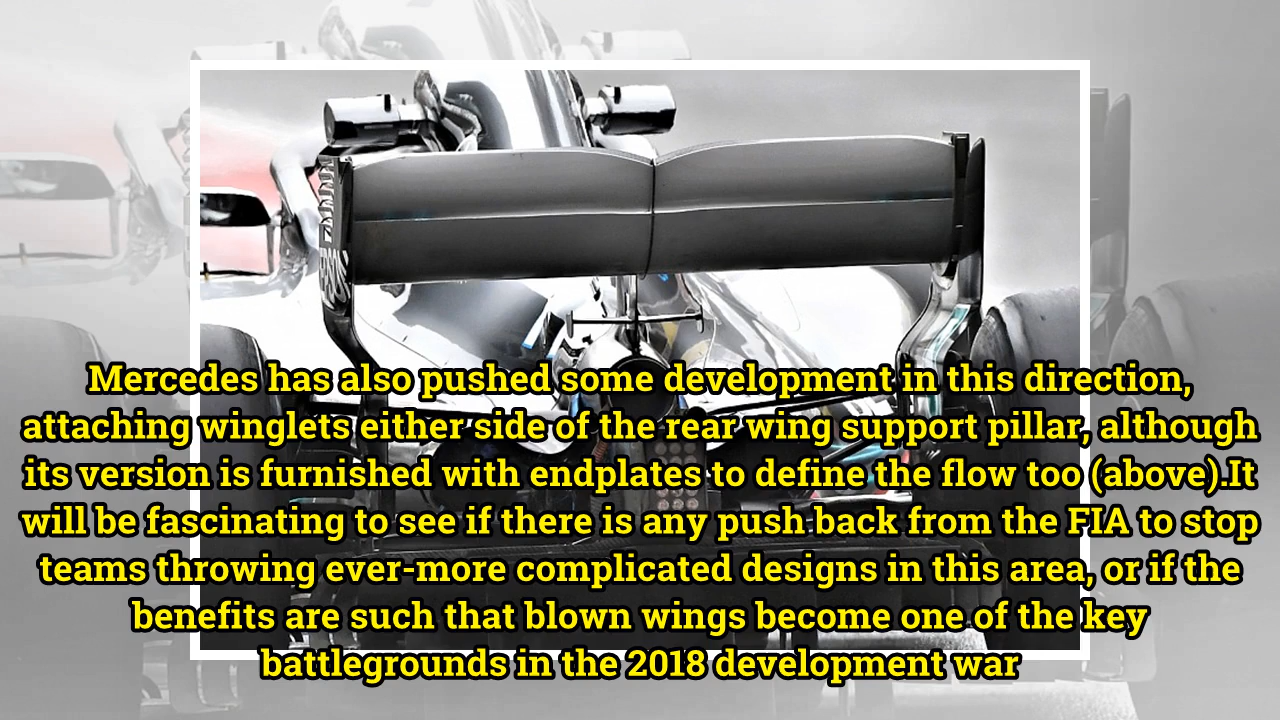 EPSON
Mercedes has also pushed some development in this direction,
attaching winglets either side of the rear wing support pillar, although
its version is furnished with endplates to define the flow too (above).It
will be fascinating to see if there is any push back from the FIA to stop
teams throwing ever-more complicated designs in this area, or if the
benefits are such that blown wings become one of the key
battlegrounds in the 2018 development war